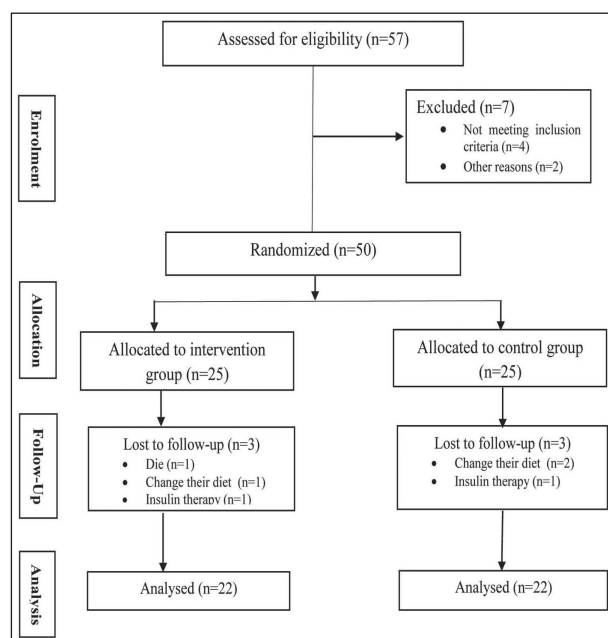 Assessed for eligibility (n=57)
Enrolment
Excluded (n=7)
• Not meeting inclusion
criteria (n=4)
• Other reasons (n=2)
Randomized (n=50)
Allocation
Allocated to intervention
group (n=25)
Allocated to control group
(n=25)
Follow-Up
Lost to follow-up (n=3)
• Die (n=1)
• Change their diet (n=1)
• Insulin therapy (n=1)
Lost to follow-up (n=3)
• Change their diet (n=2)
• Insulin therapy (n=1)
Analysis
Analysed (n=22)
Analysed (n=22)